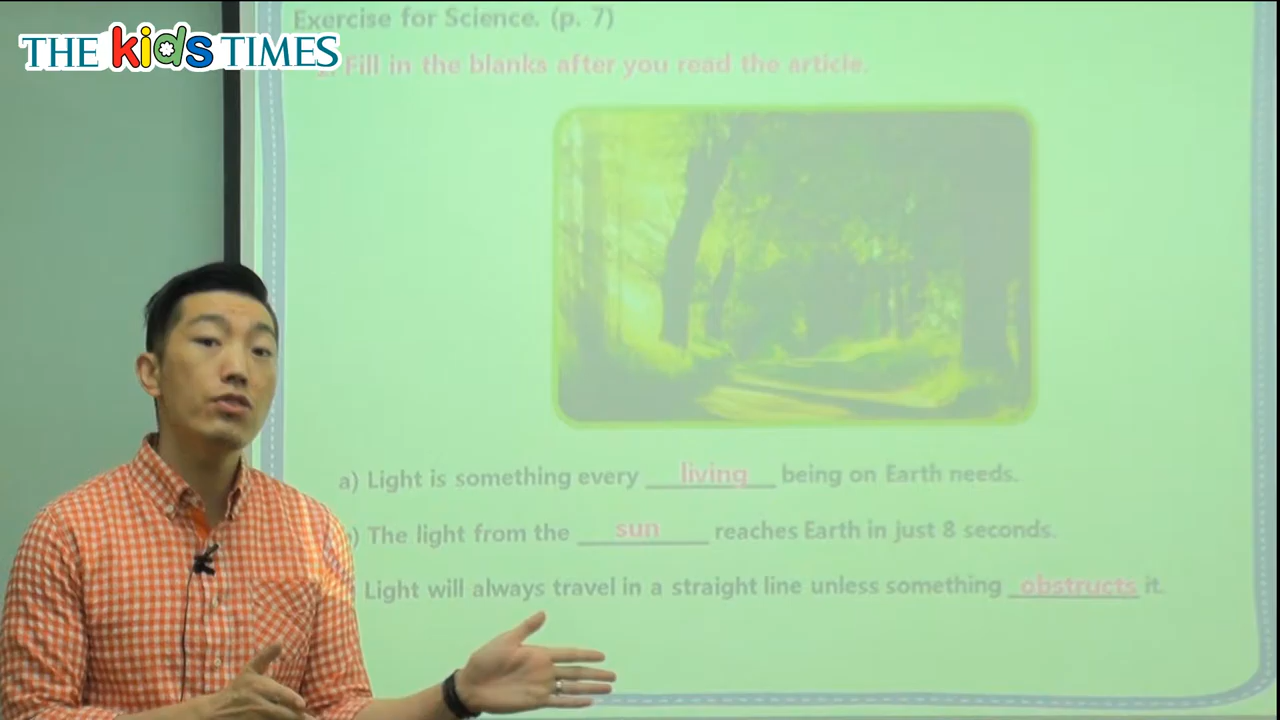 Exercise for Science. (p. 7)
THE kids TIMES
Fill in the blanks after you read the article.
a) Light is something every living being on Earth needs.
) The light from the sun reaches Earth in just 8 seconds.
Light will always travel in a straight line unless something obstructs it.